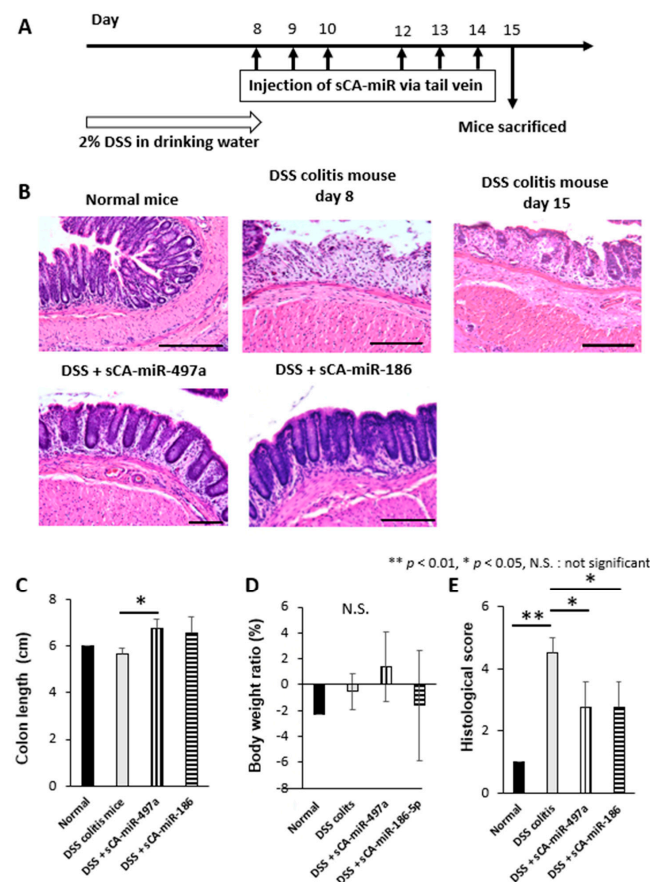 A
Day
8 9 10 12 13 14 15
Injection of sCA-miR via tail vein
2% DSS in drinking water
Mice sacrificed
B
Normal mice
DSS colitis mouse
day 8
DSS colitis mouse
day 15
DSS + sCA-miR-497a
DSS + sCA-miR-186
** p < 0.01, * p < 0.05, N.S. : not significant
C
Colon length (cm)
8
6
4
2
0
*
Normal
DSS colitis mice
DSS + sCA-miR-497a
DSS + sCA-miR-186
D
Body weight ratio (%)
6
4
2
0
-2
-4
-6
-8
N.S.
Normal
DSS colits
DSS + sCA-miR-497a
DSS + sCA-miR-186-5p
E
Histological score
6
4
2
0
**
*
*
Normal
DSS colitis
DSS + sCA-miR-497a
DSS + sCA-miR-186